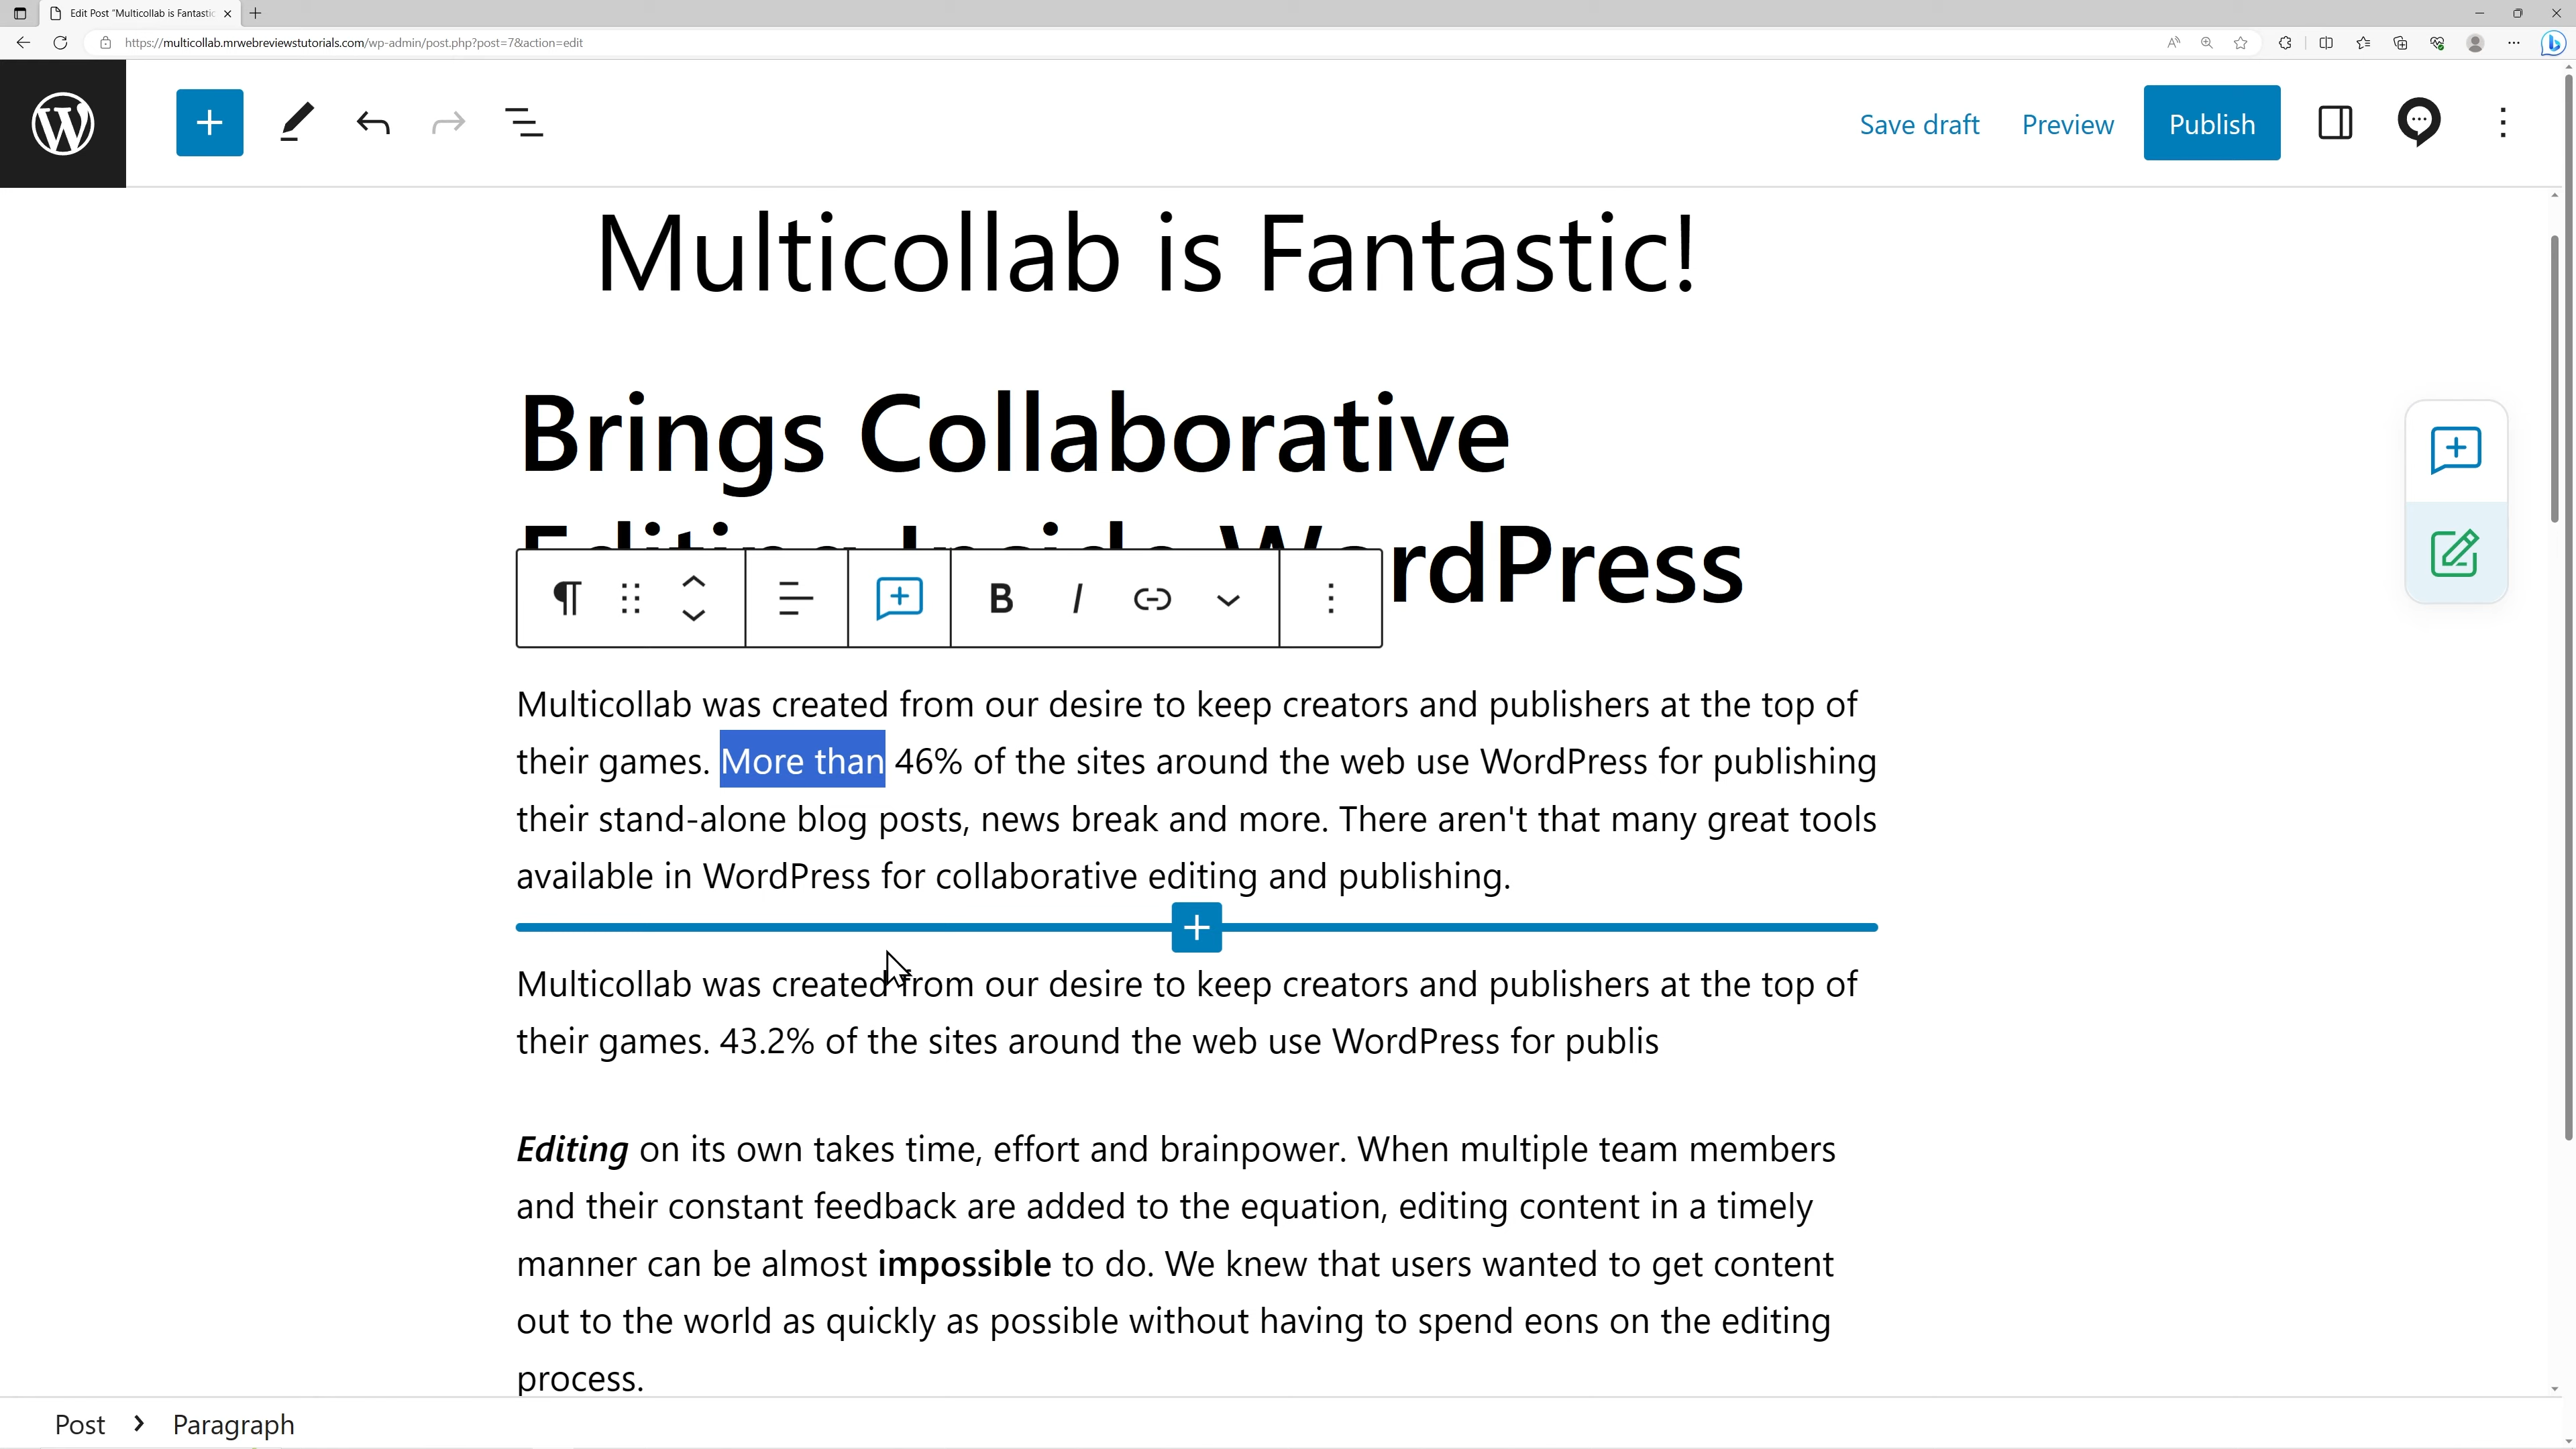 Edit Post "Multicollab is Fantastic
https://multicollab.mrwebreviewstutorials.com/wp-admin/post.php?post=7&action=edit
Save draft Preview Publish
Multicollab is Fantastic!
Brings Collaborative
Editing Inside WordPress
B I
Multicollab was created from our desire to keep creators and publishers at the top of
their games. More than 46% of the sites around the web use WordPress for publishing
their stand-alone blog posts, news break and more. There aren't that many great tools
available in WordPress for collaborative editing and publishing.
Multicollab was created from our desire to keep creators and publishers at the top of
their games. 43.2% of the sites around the web use WordPress for publis
Editing on its own takes time, effort and brainpower. When multiple team members
and their constant feedback are added to the equation, editing content in a timely
manner can be almost impossible to do. We knew that users wanted to get content
out to the world as quickly as possible without having to spend eons on the editing
process.
Post > Paragraph